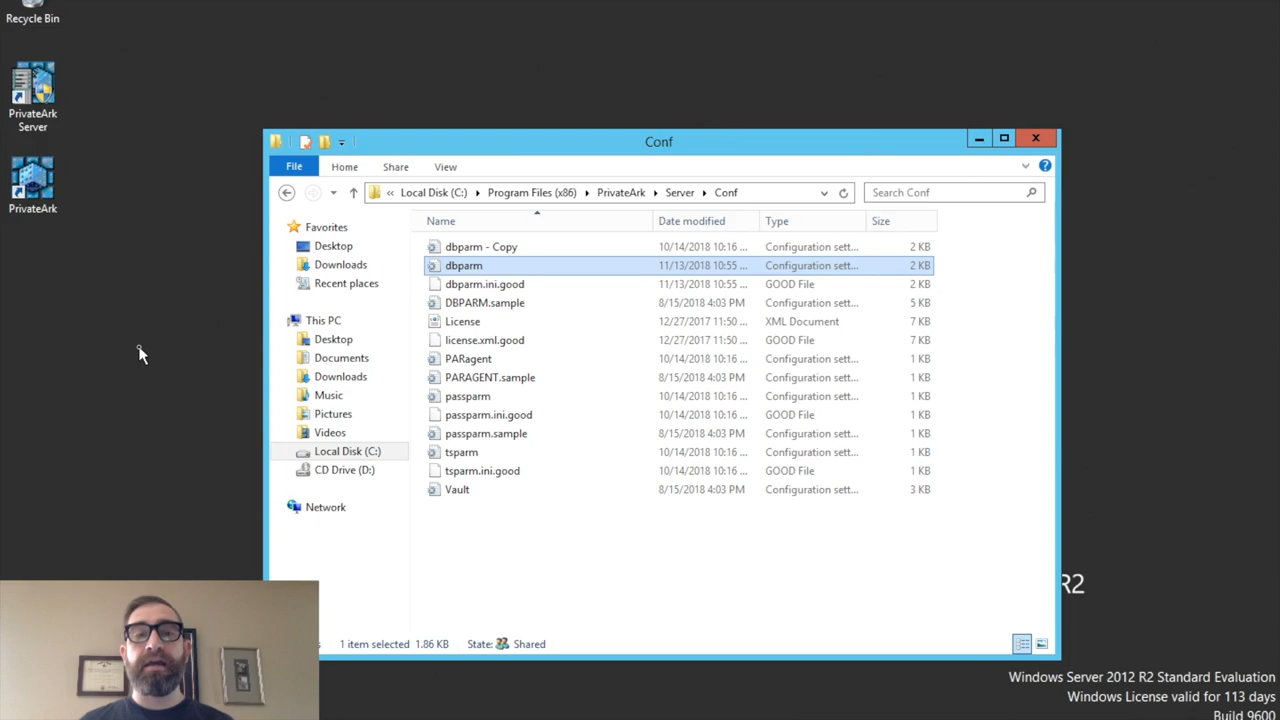 Recycle Bin
PrivateArk
Server
PrivateArk
Conf
File
Home
Share
View
« Local Disk (C:) Program Files (x86) PrivateArk Server Conf
Search Conf
Favorites
Desktop
Downloads
Recent places
This PC
Desktop
Documents
Downloads
Music
Pictures
Videos
Local Disk (C:)
CD Drive (D:)
Network
Name Date modified Type Size
dbparm - Copy 10/14/2018 10:16 ... Configuration sett... 2 KB
dbparm 11/13/2018 10:55 ... Configuration sett... 2 KB
dbparm.ini.good 11/13/2018 10:55 ... GOOD File 2 KB
DBPARM.sample 8/15/2018 4:03 PM Configuration sett... 5 KB
License 12/27/2017 11:50 ... XML Document 7 KB
license.xml.good 12/27/2017 11:50 ... GOOD File 7 KB
PARagent 10/14/2018 10:16 ... Configuration sett... 1 KB
PARAGENT.sample 8/15/2018 4:03 PM Configuration sett... 1 KB
passparm 10/14/2018 10:16 ... Configuration sett... 1 KB
passparm.ini.good 10/14/2018 10:16 ... GOOD File 1 KB
passparm.sample 8/15/2018 4:03 PM Configuration sett... 1 KB
tsparm 10/14/2018 10:16 ... Configuration sett... 1 KB
tsparm.ini.good 10/14/2018 10:16 ... GOOD File 1 KB
Vault 8/15/2018 4:03 PM Configuration sett... 3 KB
1 item selected 1.86 KB State: Shared
R2
Windows Server 2012 R2 Standard Evaluation
Windows License valid for 113 days
Build 9600